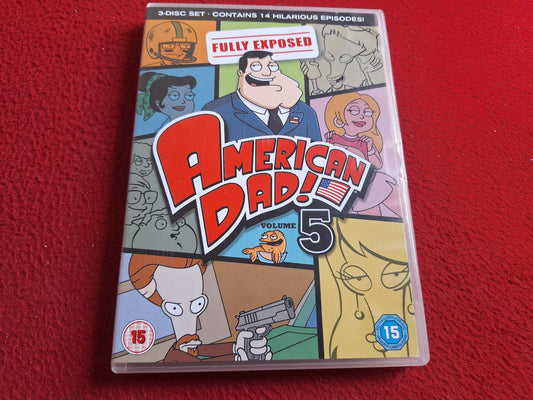 3-DISC SET · CONTAINS 14 HILARIOUS EPISODES!
FULLY EXPOSED
AMERICAN
DAD!
VOLUME 5
15
15